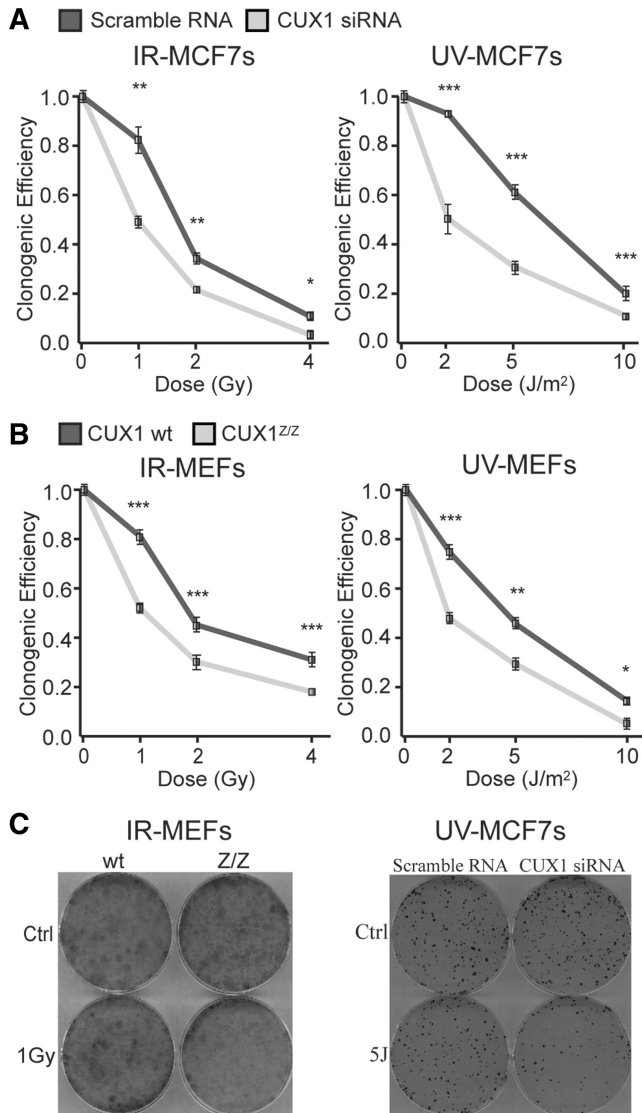 A Scramble RNA CUX1 siRNA
IR-MCF7s
Clonogenic Efficiency
1.0
0.8
0.6
0.4
0.2
0.0
** ** *
0 1 2 4
Dose (Gy)
UV-MCF7s
Clonogenic Efficiency
1.0
0.8
0.6
0.4
0.2
0.0
*** *** ***
0 2 5 10
Dose (J/m²)
B CUX1 wt CUX1Z/Z
IR-MEFs
Clonogenic Efficiency
1.0
0.8
0.6
0.4
0.2
0.0
*** *** ***
0 1 2 4
Dose (Gy)
UV-MEFs
Clonogenic Efficiency
1.0
0.8
0.6
0.4
0.2
0.0
*** ** *
0 2 5 10
Dose (J/m²)
C
IR-MEFs
wt Z/Z
Ctrl
1Gy
UV-MCF7s
Scramble RNA CUX1 siRNA
Ctrl
5J